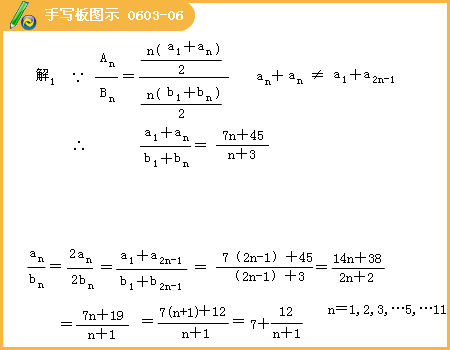 手写板图示 0603-06
解₁ ∵ Aₙ/Bₙ = [n(a₁+aₙ)/2]/[n(b₁+bₙ)/2] aₙ+aₙ ≠ a₁+a₂ₙ₋₁
∴ (a₁+aₙ)/(b₁+bₙ) = (7n+45)/(n+3)
aₙ/bₙ = 2aₙ/2bₙ = (a₁+a₂ₙ₋₁)/(b₁+b₂ₙ₋₁) = (7（2n-1）+45)/(（2n-1）+3) = (14n+38)/(2n+2)
= (7n+19)/(n+1) = (7(n+1)+12)/(n+1) = 7+12/(n+1) n=1,2,3,…5,…11